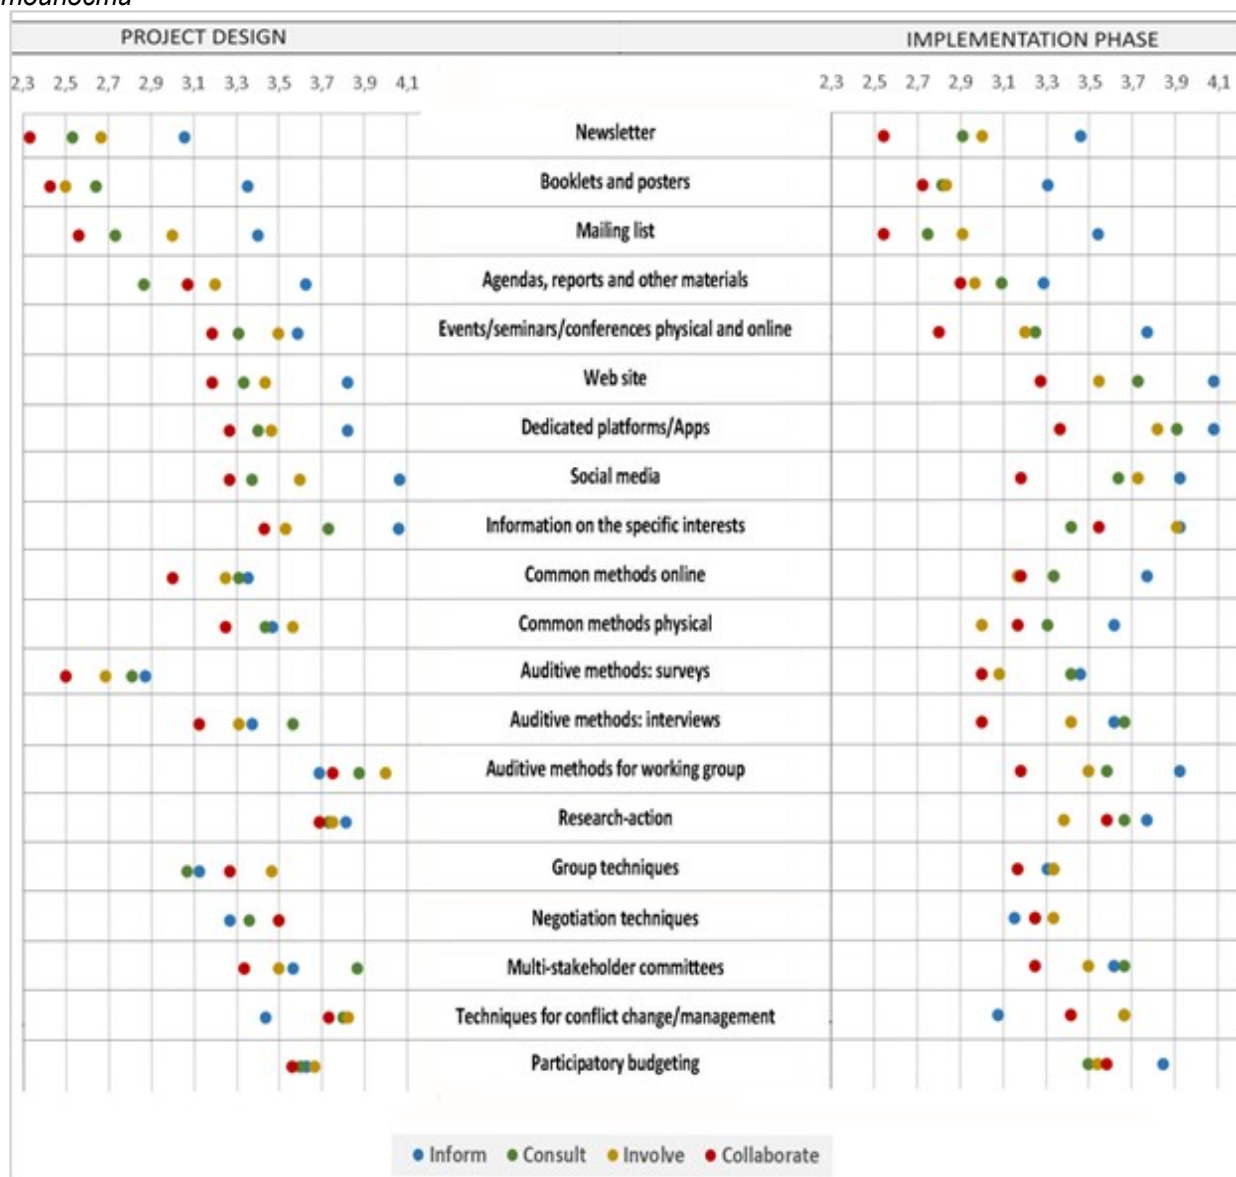 PROJECT DESIGN IMPLEMENTATION PHASE
2,3 2,5 2,7 2,9 3,1 3,3 3,5 3,7 3,9 4,1 2,3 2,5 2,7 2,9 3,1 3,3 3,5 3,7 3,9 4,1
Newsletter
Booklets and posters
Mailing list
Agendas, reports and other materials
Events/seminars/conferences physical and online
Web site
Dedicated platforms/Apps
Social media
Information on the specific interests
Common methods online
Common methods physical
Auditive methods: surveys
Auditive methods: interviews
Auditive methods for working group
Research-action
Group techniques
Negotiation techniques
Multi-stakeholder committees
Techniques for conflict change/management
Participatory budgeting
Inform Consult Involve Collaborate